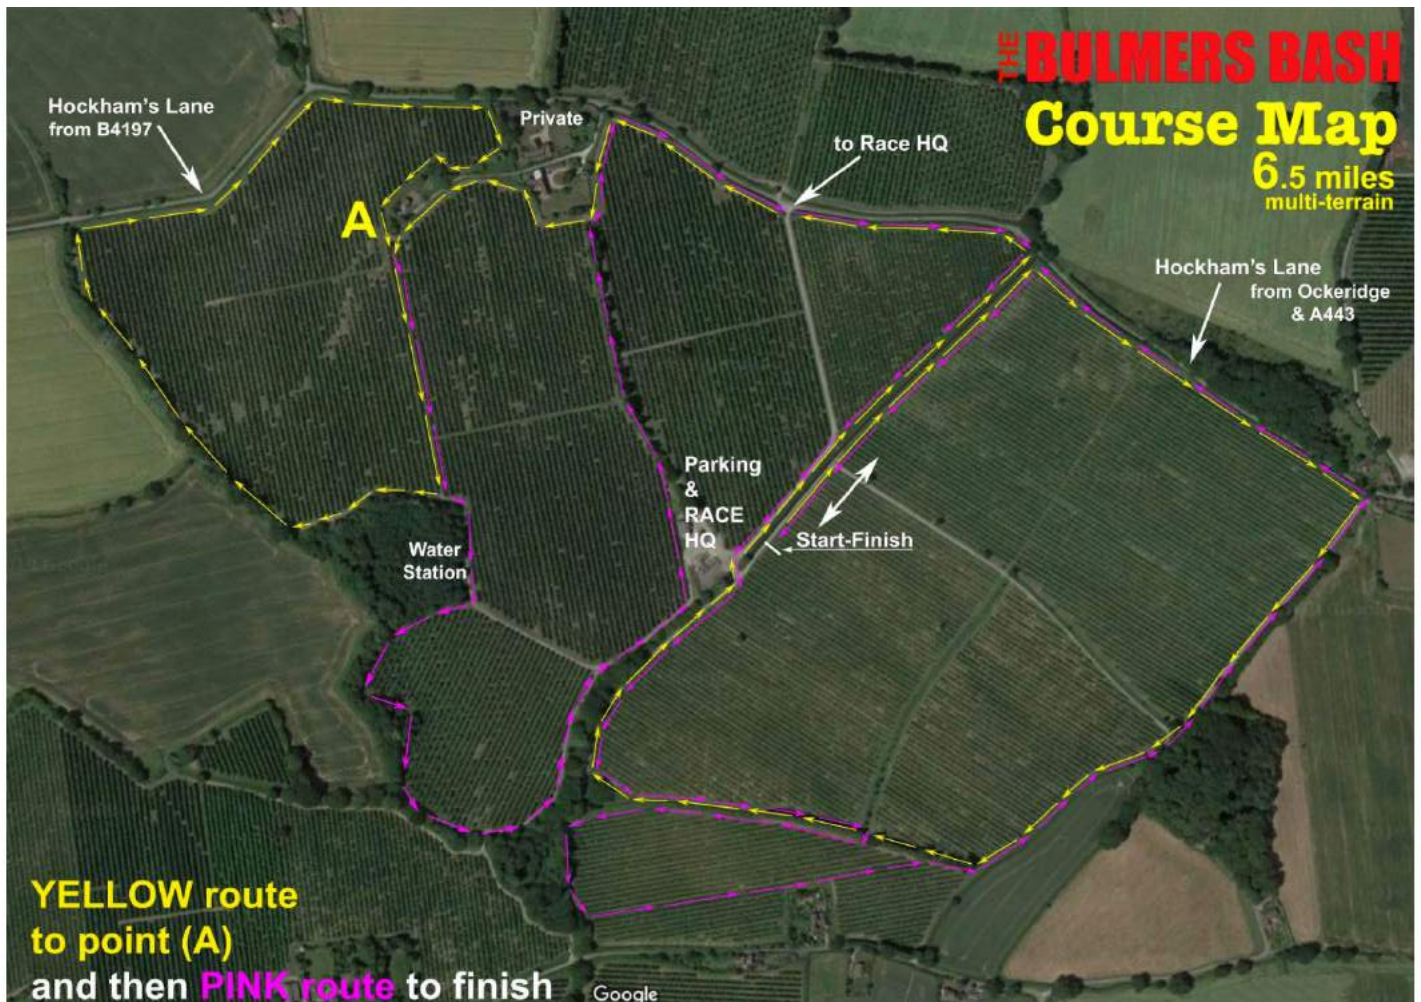 THE BULMERS BASH
Course Map
6.5 miles
multi-terrain
Hockham's Lane
from B4197
Private
to Race HQ
A
Hockham's Lane
from Ockeridge
& A443
Parking
&
RACE
HQ
Start-Finish
Water
Station
YELLOW route
to point (A)
and then PINK route to finish
Google